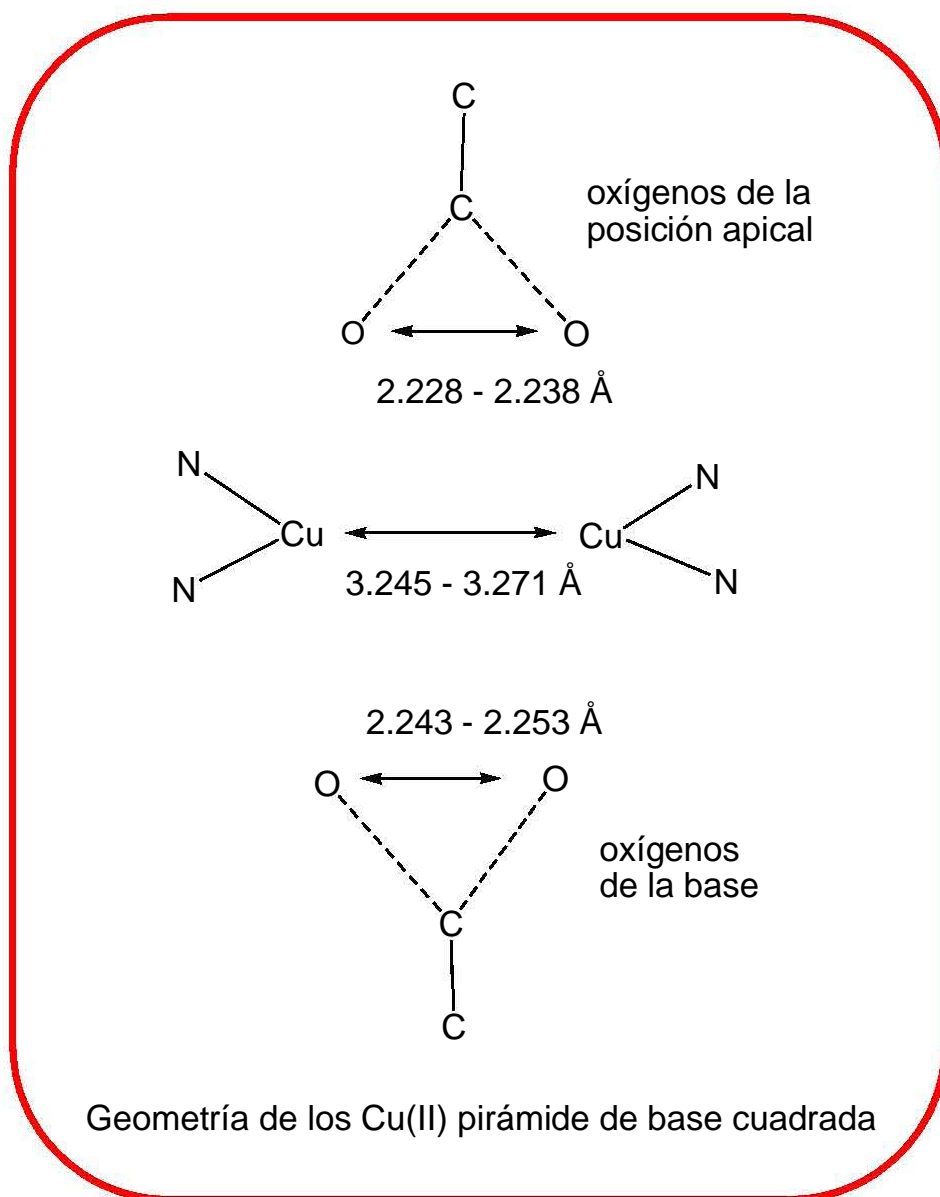 C
C
oxígenos de la
posición apical
O O
2.228 - 2.238 Å
N N
Cu Cu
N N
3.245 - 3.271 Å
2.243 - 2.253 Å
O O
oxígenos
de la base
C
C
Geometría de los Cu(II) pirámide de base cuadrada